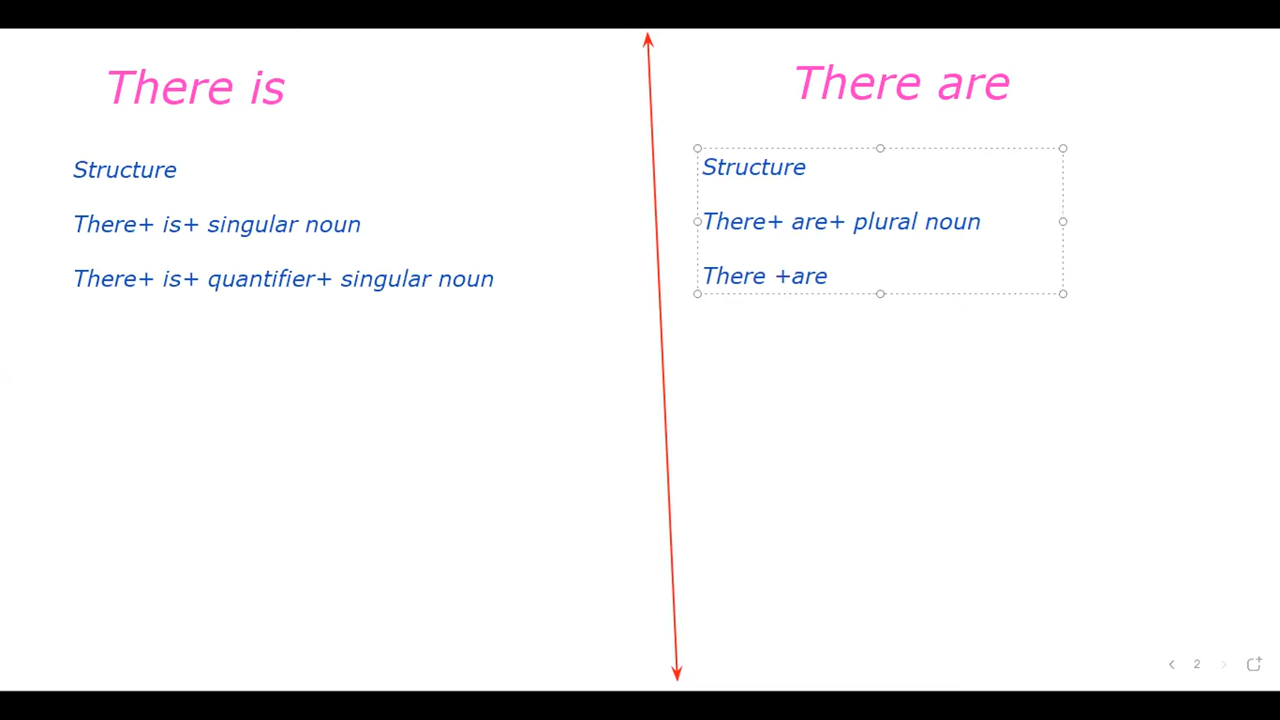 There is
Structure
There+ is+ singular noun
There+ is+ quantifier+ singular noun
There are
Structure
There+ are+ plural noun
There +are
2